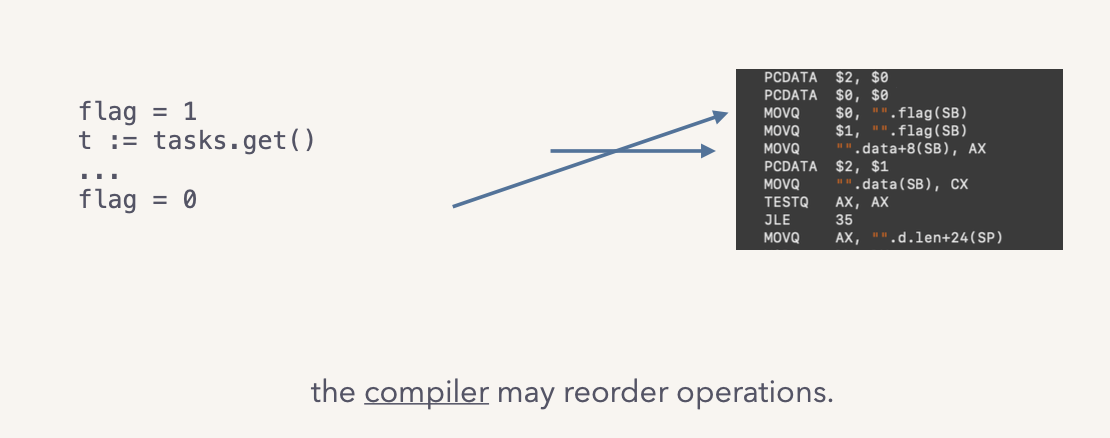 flag = 1
t := tasks.get()
...
flag = 0
PCDATA $2, $0
PCDATA $0, $0
MOVQ $0, "".flag(SB)
MOVQ $1, "".flag(SB)
MOVQ "".data+8(SB), AX
PCDATA $2, $1
MOVQ "".data(SB), CX
TESTQ AX, AX
JLE 35
MOVQ AX, "".d.len+24(SP)
the compiler may reorder operations.